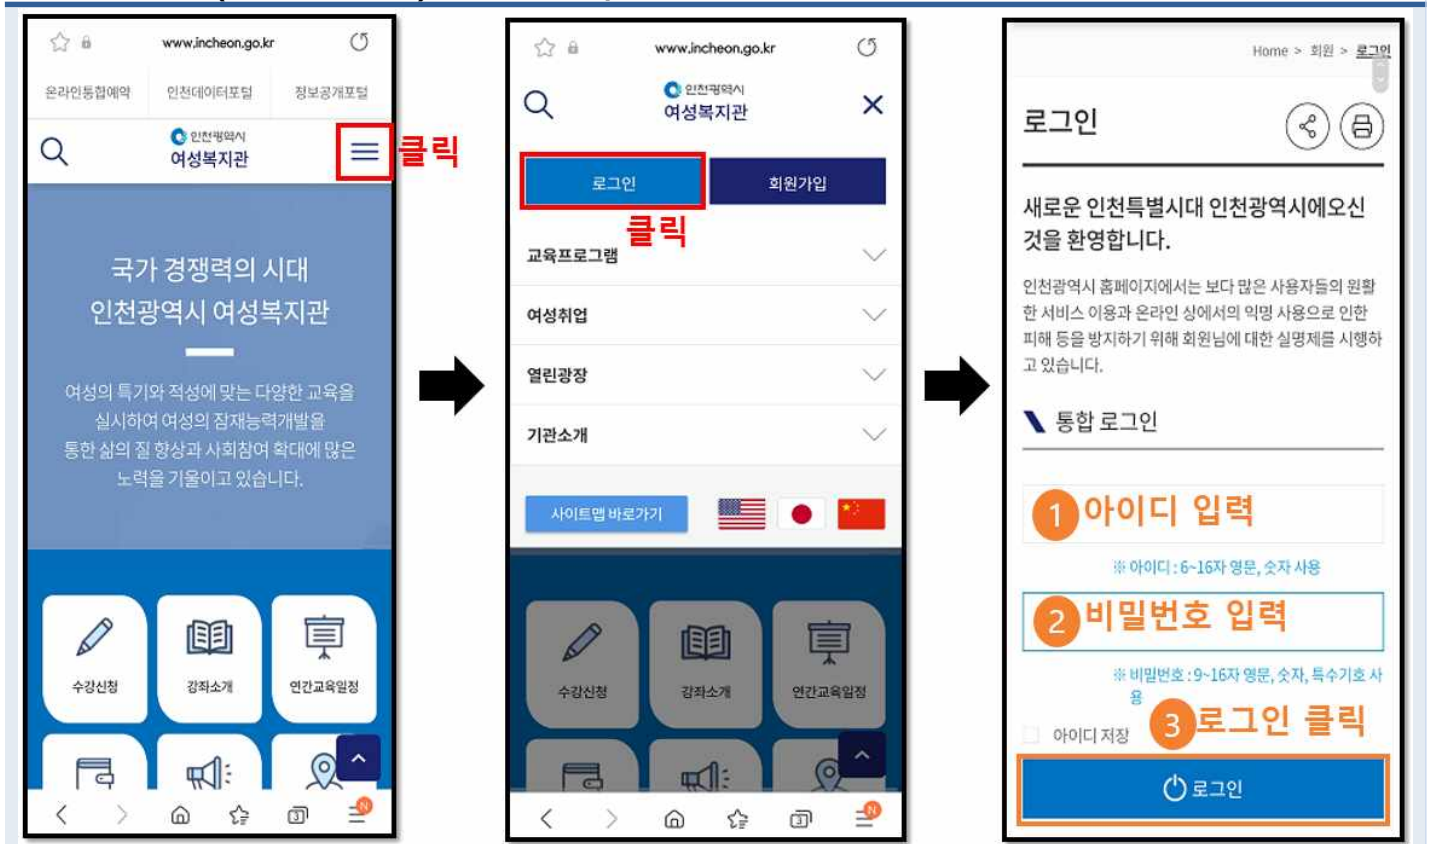 www.incheon.go.kr
온라인통합예약 인천데이터포털 정보공개포털
인천광역시
여성복지관
클릭
국가 경쟁력의 시대
인천광역시 여성복지관
여성의 특기와 적성에 맞는 다양한 교육을
실시하여 여성의 잠재능력개발을
통한 삶의 질 향상과 사회참여 확대에 많은
노력을 기울이고 있습니다.
수강신청 강좌소개 연간교육일정
3
N
www.incheon.go.kr
인천광역시
여성복지관
로그인 회원가입
클릭
교육프로그램
여성취업
열린광장
기관소개
사이트맵 바로가기
수강신청 강좌소개 연간교육일정
3
N
Home > 회원 > 로그인
로그인
새로운 인천특별시대 인천광역시에오신
것을 환영합니다.
인천광역시 홈페이지에서는 보다 많은 사용자들의 원활
한 서비스 이용과 온라인 상에서의 익명 사용으로 인한
피해 등을 방지하기 위해 회원님에 대한 실명제를 시행하
고 있습니다.
통합 로그인
1 아이디 입력
※ 아이디 : 6~16자 영문, 숫자 사용
2 비밀번호 입력
※ 비밀번호 : 9~16자 영문, 숫자, 특수기호 사
용
3 로그인 클릭
아이디 저장
로그인